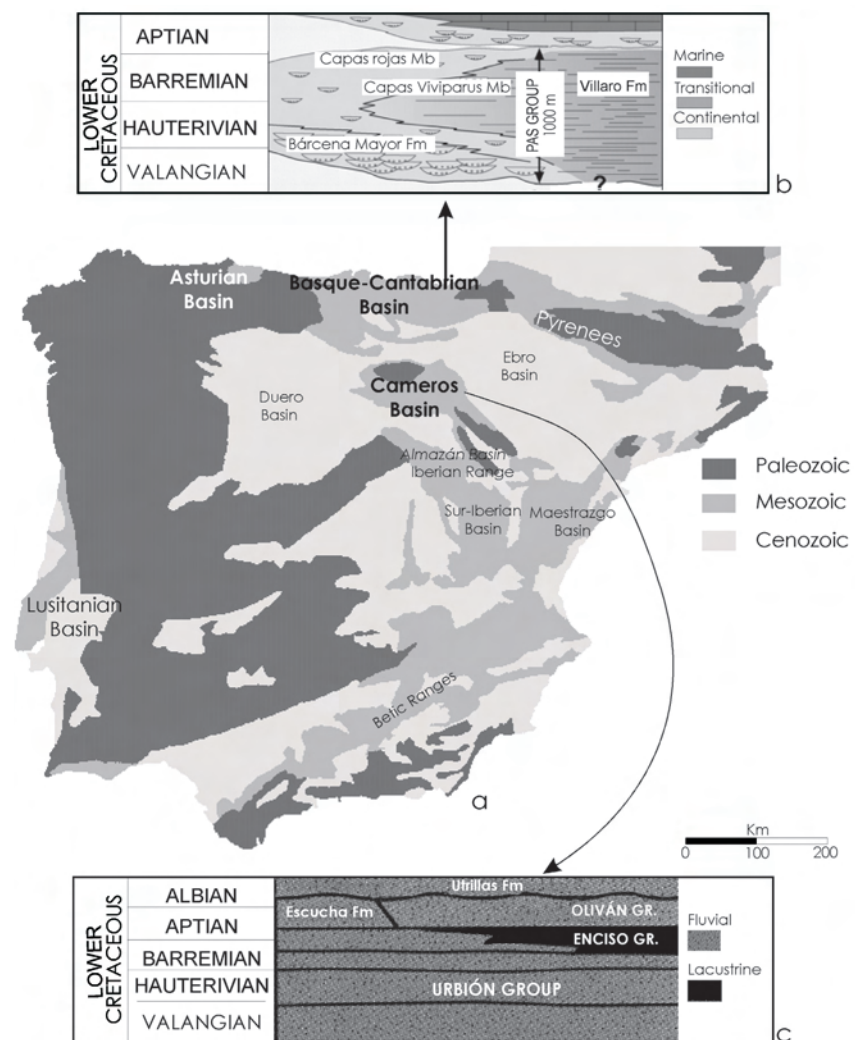 LOWER
CRETACEOUS
APTIAN
BARREMIAN
HAUTERIVIAN
VALANGIAN
Capas rojas Mb
Capas Viviparus Mb
Bárcena Mayor Fm
PAS GROUP
1000 m
Villaro Fm
?
Marine
Transitional
Continental
b
Asturian
Basin
Basque-Cantabrian
Basin
Pyrenees
Ebro
Basin
Duero
Basin
Cameros
Basin
Almazán Basin
Iberian Range
Sur-Iberian
Basin
Maestrazgo
Basin
Lusitanian
Basin
Betic Ranges
Paleozoic
Mesozoic
Cenozoic
a
Km
0 100 200
LOWER
CRETACEOUS
ALBIAN
APTIAN
BARREMIAN
HAUTERIVIAN
VALANGIAN
Utrillas Fm
Escucha Fm
OLIVÁN GR.
ENCISO GR.
URBIÓN GROUP
Fluvial
Lacustrine
c